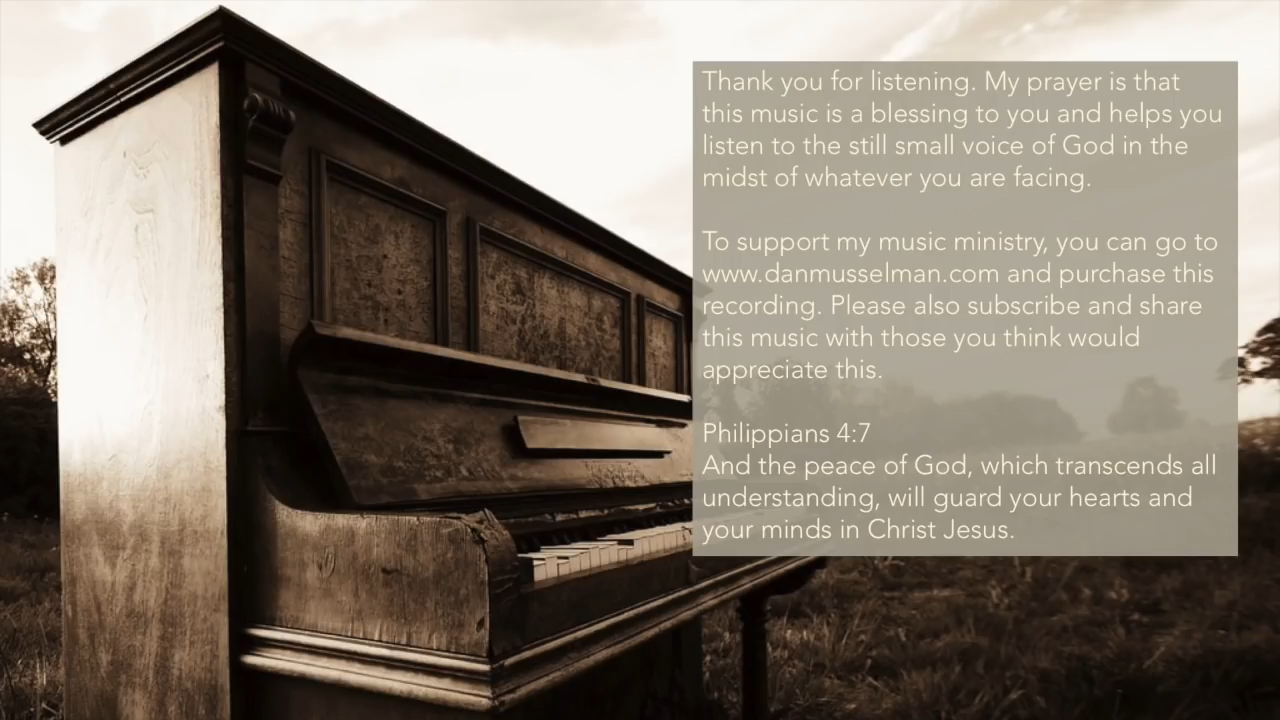 Thank you for listening. My prayer is that
this music is a blessing to you and helps you
listen to the still small voice of God in the
midst of whatever you are facing.
To support my music ministry, you can go to
www.danmusselman.com and purchase this
recording. Please also subscribe and share
this music with those you think would
appreciate this.
Philippians 4:7
And the peace of God, which transcends all
understanding, will guard your hearts and
your minds in Christ Jesus.